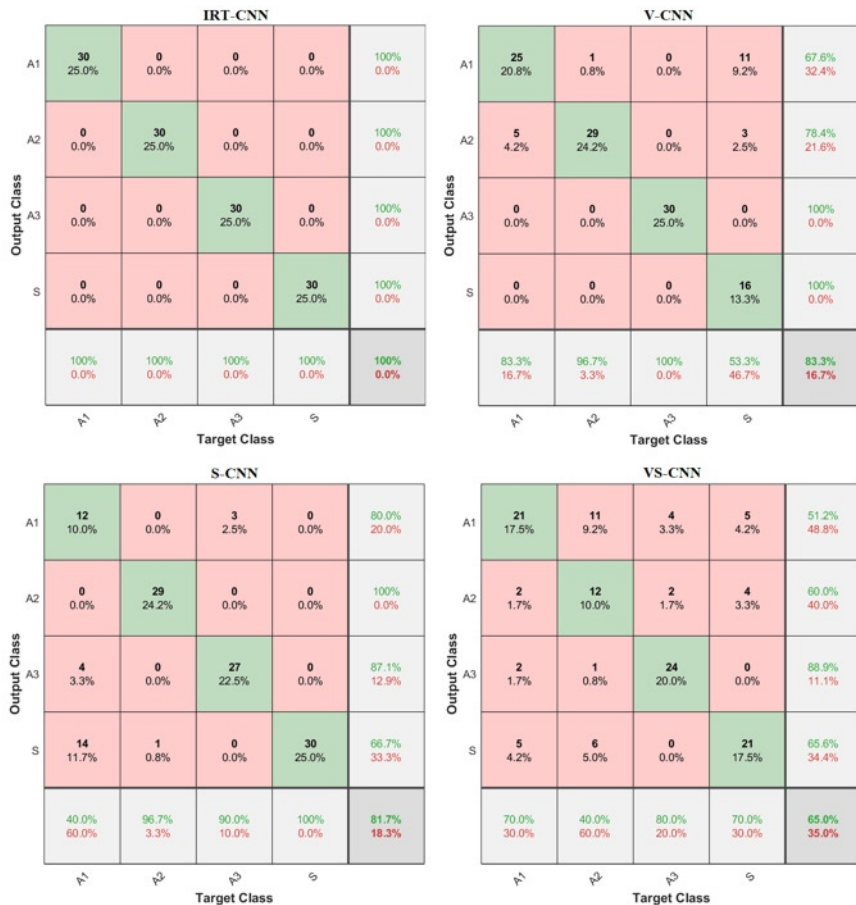 IRT-CNN
A1 30 0 0 0 100%
25.0% 0.0% 0.0% 0.0% 0.0%
A2 0 30 0 0 100%
0.0% 25.0% 0.0% 0.0% 0.0%
A3 0 0 30 0 100%
0.0% 0.0% 25.0% 0.0% 0.0%
S 0 0 0 30 100%
0.0% 0.0% 0.0% 25.0% 0.0%
100% 100% 100% 100% 100%
0.0% 0.0% 0.0% 0.0% 0.0%
A1 A2 A3 S
Output Class
Target Class
V-CNN
A1 25 1 0 11 67.6%
20.8% 0.8% 0.0% 9.2% 32.4%
A2 5 29 0 3 78.4%
4.2% 24.2% 0.0% 2.5% 21.6%
A3 0 0 30 0 100%
0.0% 0.0% 25.0% 0.0% 0.0%
S 0 0 0 16 100%
0.0% 0.0% 0.0% 13.3% 0.0%
83.3% 96.7% 100% 53.3% 83.3%
16.7% 3.3% 0.0% 46.7% 16.7%
A1 A2 A3 S
Output Class
Target Class
S-CNN
A1 12 0 3 0 80.0%
10.0% 0.0% 2.5% 0.0% 20.0%
A2 0 29 0 0 100%
0.0% 24.2% 0.0% 0.0% 0.0%
A3 4 0 27 0 87.1%
3.3% 0.0% 22.5% 0.0% 12.9%
S 14 1 0 30 66.7%
11.7% 0.8% 0.0% 25.0% 33.3%
40.0% 96.7% 90.0% 100% 81.7%
60.0% 3.3% 10.0% 0.0% 18.3%
A1 A2 A3 S
Output Class
Target Class
VS-CNN
A1 21 11 4 5 51.2%
17.5% 9.2% 3.3% 4.2% 48.8%
A2 2 12 2 4 60.0%
1.7% 10.0% 1.7% 3.3% 40.0%
A3 2 1 24 0 88.9%
1.7% 0.8% 20.0% 0.0% 11.1%
S 5 6 0 21 65.6%
4.2% 5.0% 0.0% 17.5% 34.4%
70.0% 40.0% 80.0% 70.0% 65.0%
30.0% 60.0% 20.0% 30.0% 35.0%
A1 A2 A3 S
Output Class
Target Class